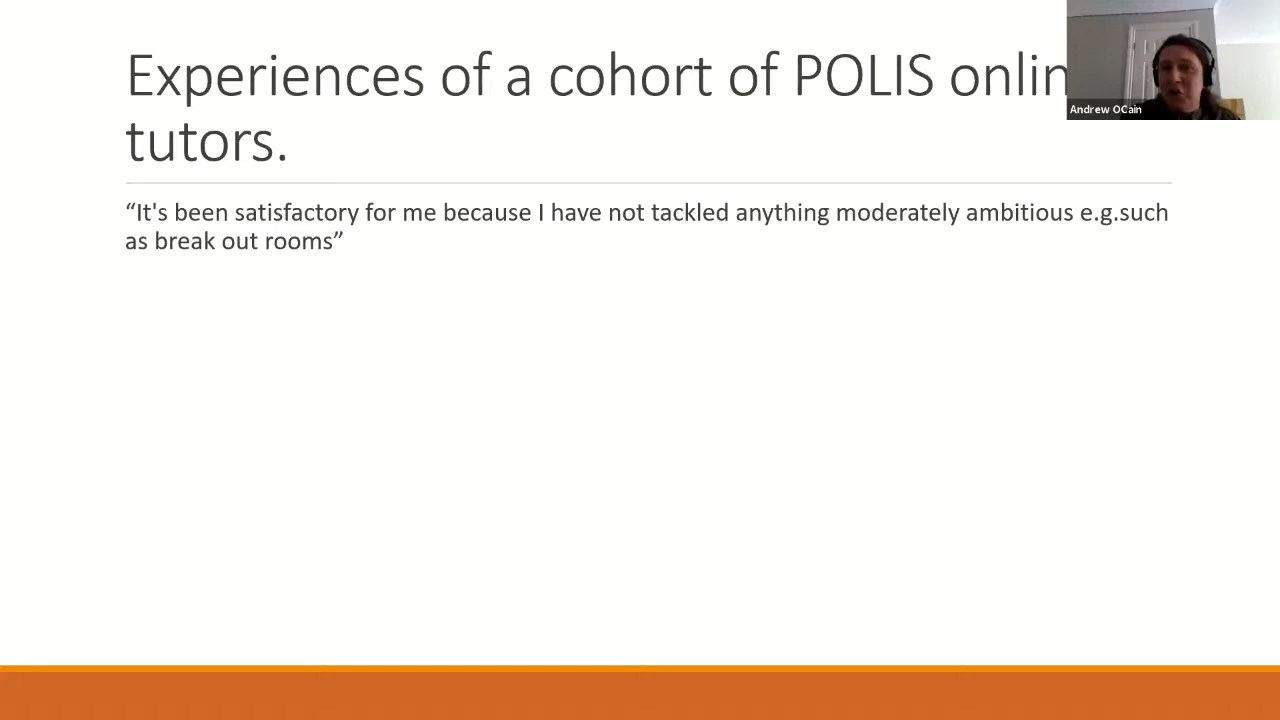 Experiences of a cohort of POLIS onlin
tutors.
Andrew OCain
“It's been satisfactory for me because I have not tackled anything moderately ambitious e.g.such
as break out rooms”